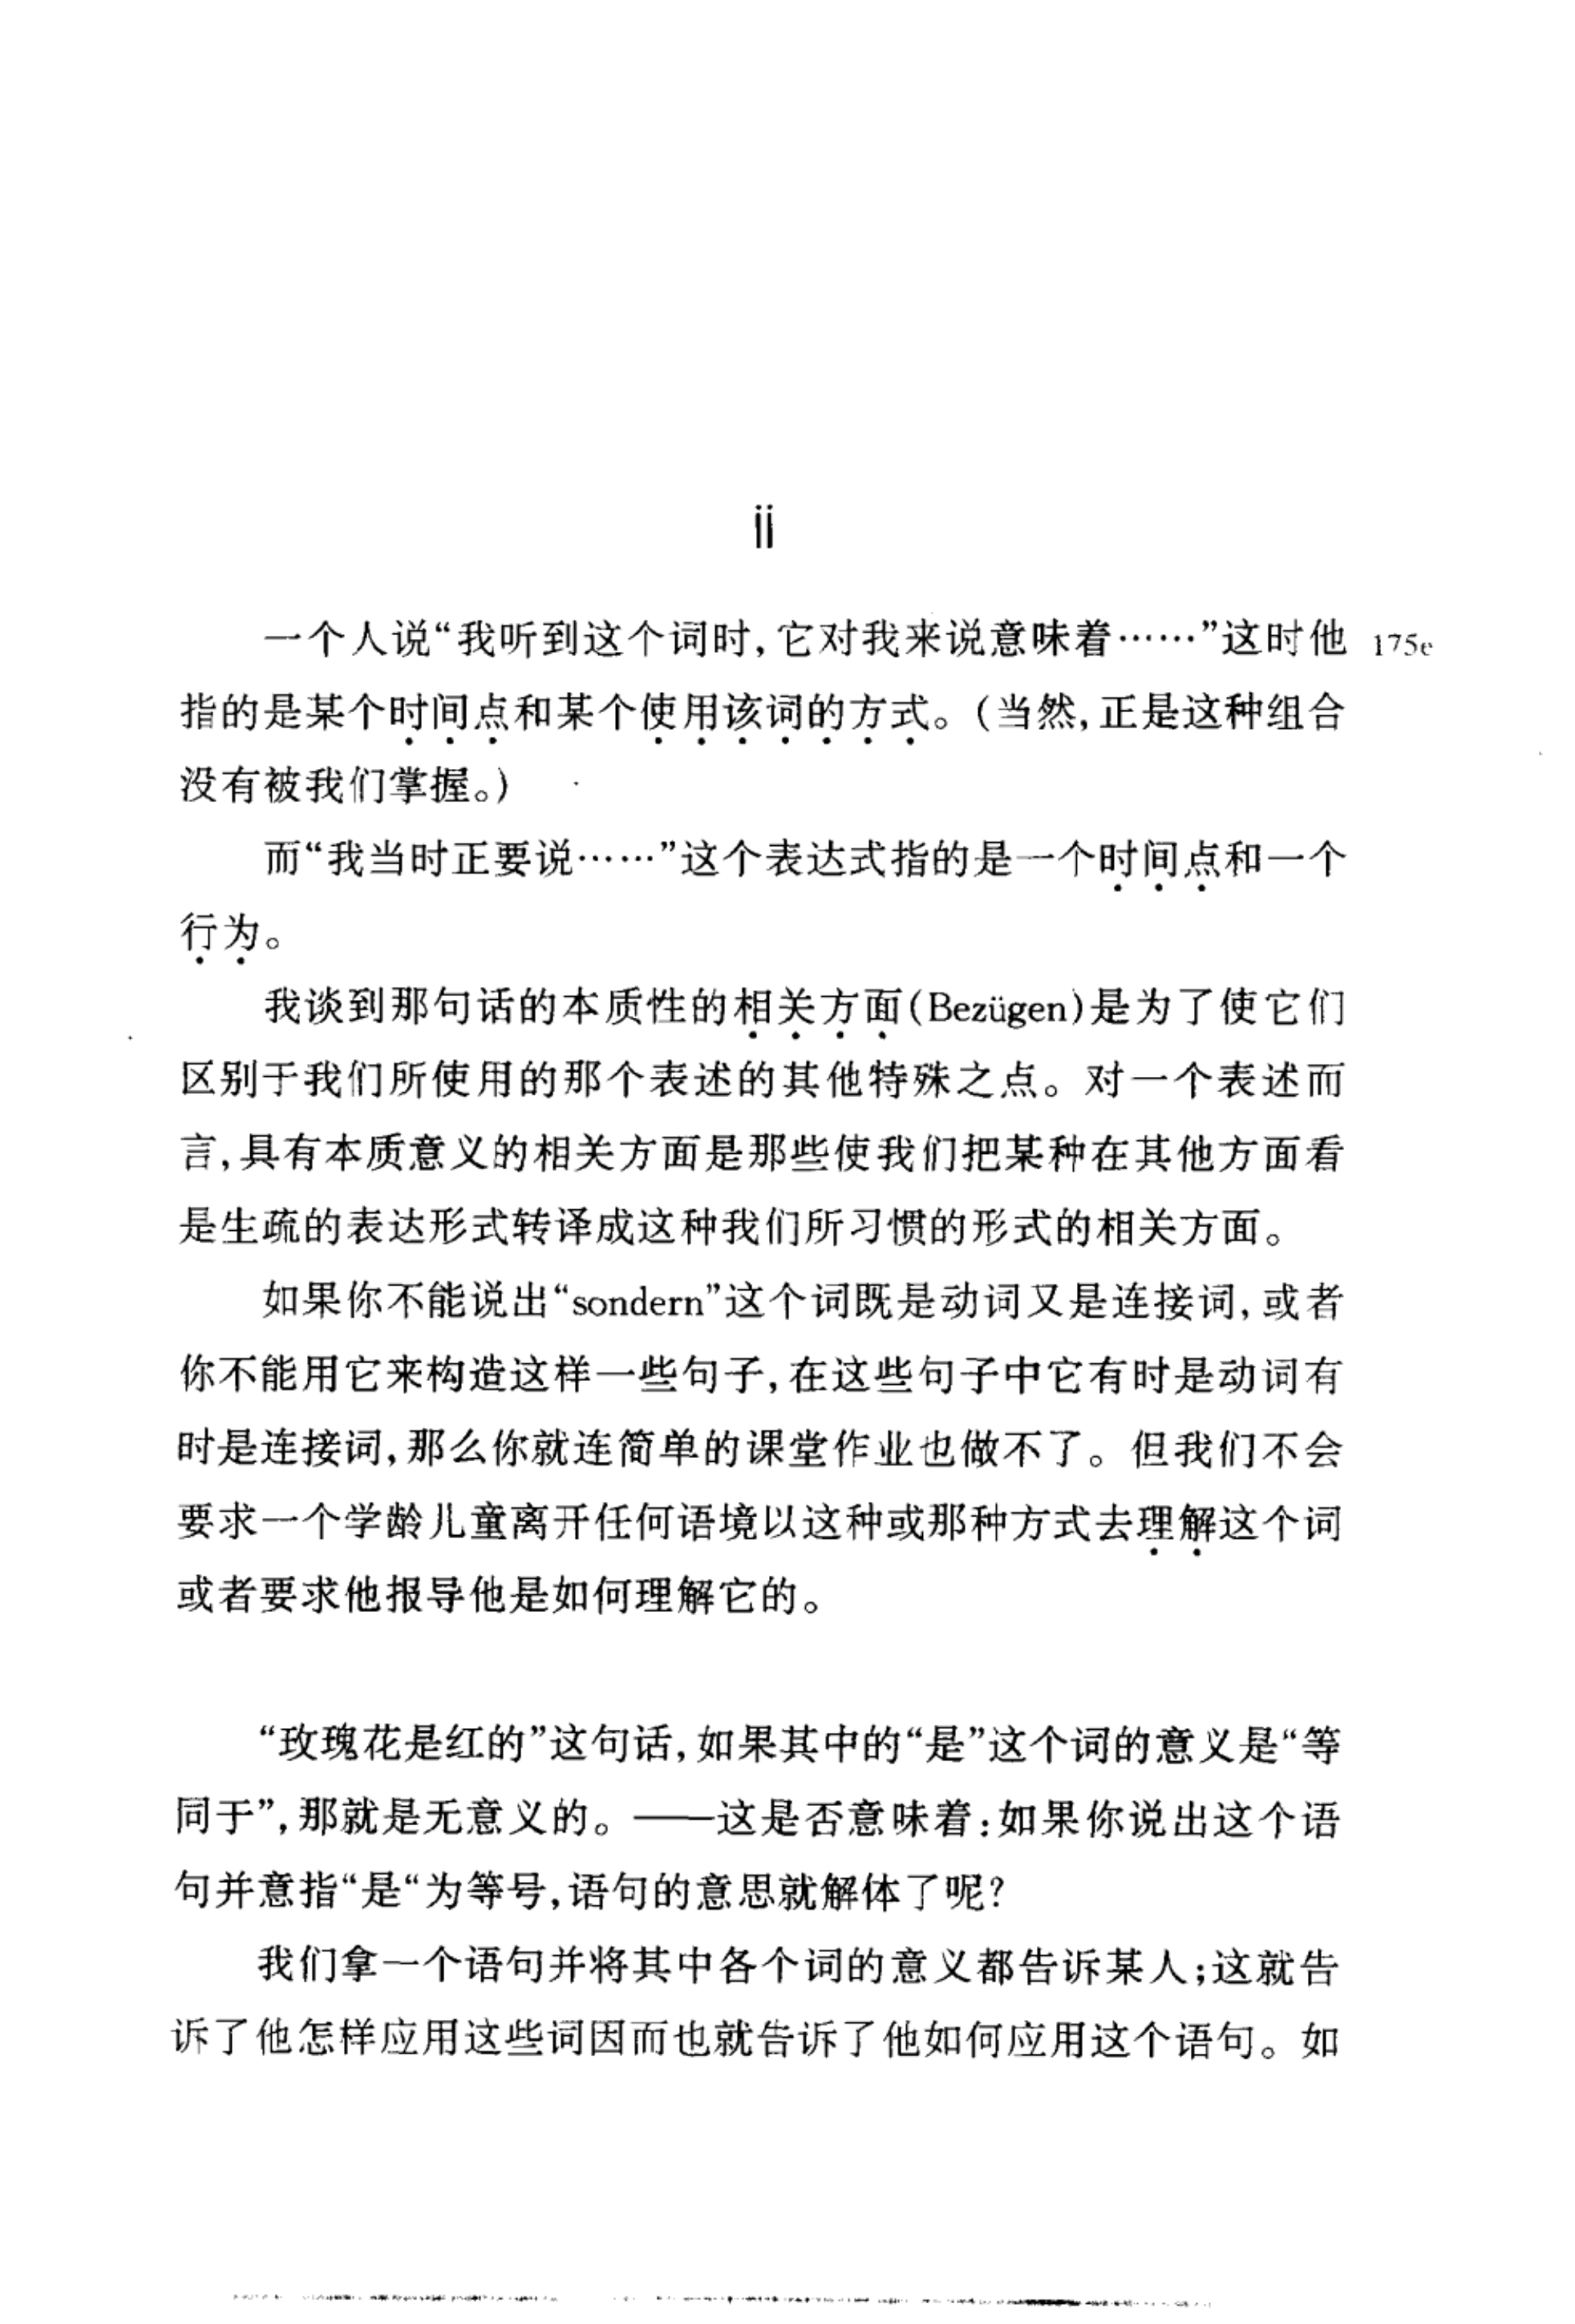 ii
一个人说“我听到这个词时,它对我来说意味着……”这时他 175e
指的是某个时间点和某个使用该词的方式。(当然,正是这种组合
没有被我们掌握。)
而“我当时正要说……”这个表达式指的是一个时间点和一个
行为。
我谈到那句话的本质性的相关方面(Bezügen)是为了使它们
区别于我们所使用的那个表述的其他特殊之点。对一个表述而
言,具有本质意义的相关方面是那些使我们把某种在其他方面看
是生疏的表达形式转译成这种我们所习惯的形式的相关方面。
如果你不能说出“sondern”这个词既是动词又是连接词,或者
你不能用它来构造这样一些句子,在这些句子中它有时是动词有
时是连接词,那么你就连简单的课堂作业也做不了。但我们不会
要求一个学龄儿童离开任何语境以这种或那种方式去理解这个词
或者要求他报导他是如何理解它的。
“玫瑰花是红的”这句话,如果其中的“是”这个词的意义是“等
同于”,那就是无意义的。——这是否意味着:如果你说出这个语
句并意指“是“为等号,语句的意思就解体了呢?
我们拿一个语句并将其中各个词的意义都告诉某人;这就告
诉了他怎样应用这些词因而也就告诉了他如何应用这个语句。如